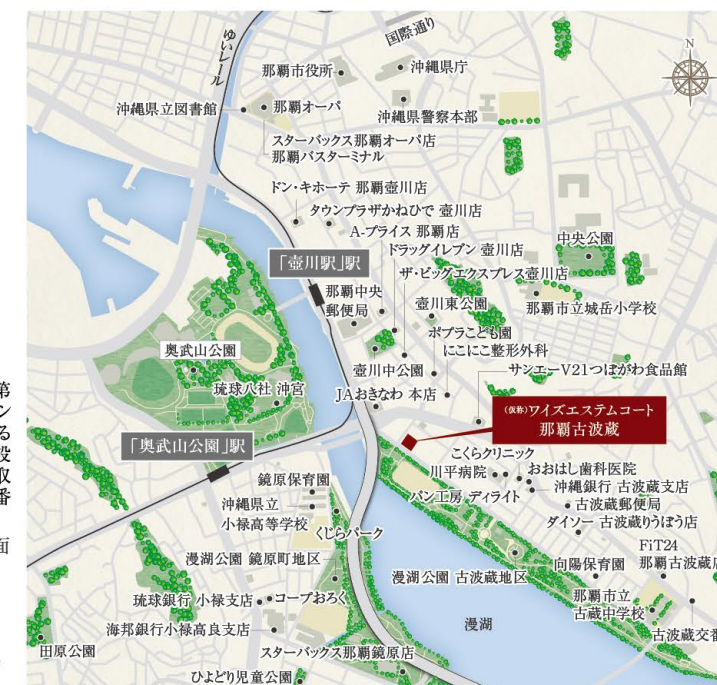 国際通り
ゆいレール
N
那覇市役所
沖縄県庁
沖縄県立図書館
那覇オーパ
沖縄県警察本部
スターバックス那覇オーパ店
那覇バスターミナル
ドン・キホーテ 那覇壺川店
タウンプラザかねひで 壺川店
A-プライス 那覇店
ドラッグイレブン 壺川店
中央公園
「壺川駅」駅
ザ・ビッグエクスプレス壺川店
那覇中央
郵便局
壺川東公園
那覇市立城岳小学校
ポプラこども園
にこにこ整形外科
奥武山公園
壺川中公園
サンエーV21つぼがわ食品館
琉球八社 沖宮
JAおきなわ 本店
(仮称)ワイズエステムコート
那覇古波蔵
「奥武山公園」駅
こくらクリニック
川平病院
おおはし歯科医院
沖縄銀行 古波蔵支店
鏡原保育園
パン工房 ディライト
古波蔵郵便局
沖縄県立
小禄高等学校
ダイソー 古波蔵りうぼう店
くじらパーク
FiT24
那覇古波蔵店
漫湖公園 鏡原町地区
漫湖公園 古波蔵地区
向陽保育園
那覇市立
古蔵中学校
琉球銀行 小禄支店
コープおろく
漫湖
海邦銀行小禄高良支店
古波蔵交番
田原公園
スターバックス那覇鏡原店
ひよどり児童公園
第
ン
る
設
取
番
面